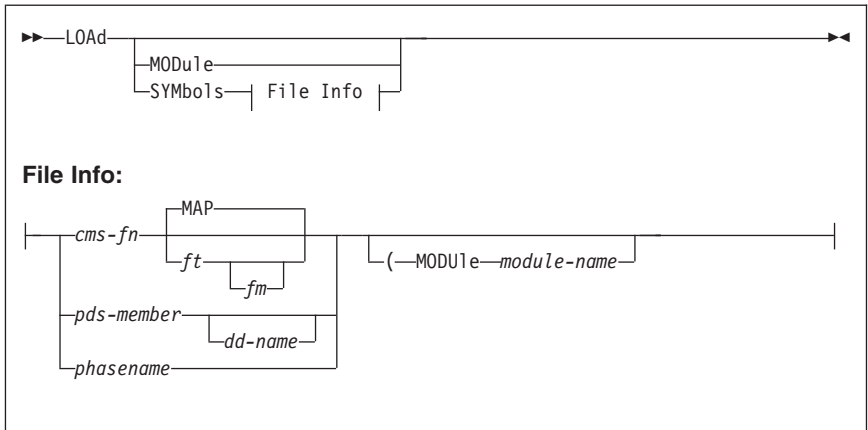 LOAd
MODule
SYMbols File Info
File Info:
MAP
cms-fn
ft
( MODUle module-name
fm
pds-member
dd-name
phasename